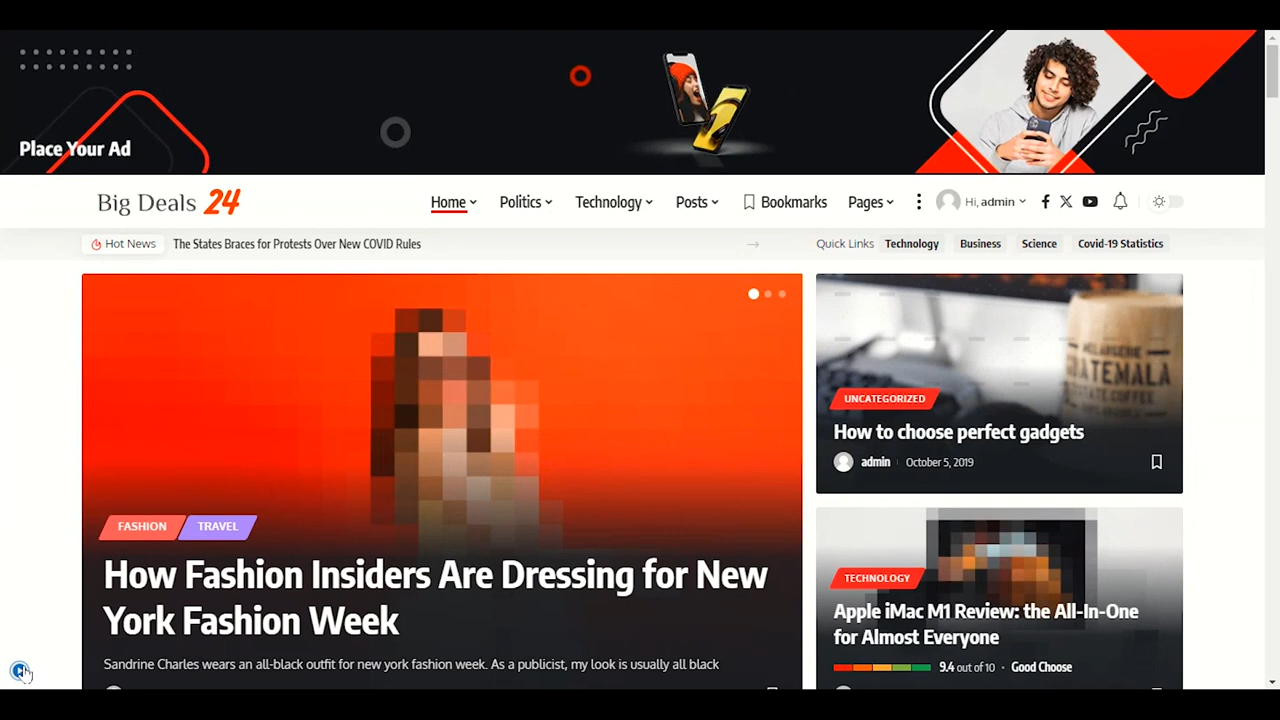 Place Your Ad
Big Deals 24
Home
Politics
Technology
Posts
Bookmarks
Pages
Hi, admin
Hot News
The States Braces for Protests Over New COVID Rules
Quick Links
Technology
Business
Science
Covid-19 Statistics
FASHION
TRAVEL
How Fashion Insiders Are Dressing for New
York Fashion Week
Sandrine Charles wears an all-black outfit for new york fashion week. As a publicist, my look is usually all black
UNCATEGORIZED
How to choose perfect gadgets
admin
October 5, 2019
TECHNOLOGY
Apple iMac M1 Review: the All-In-One
for Almost Everyone
9.4 out of 10 · Good Choose